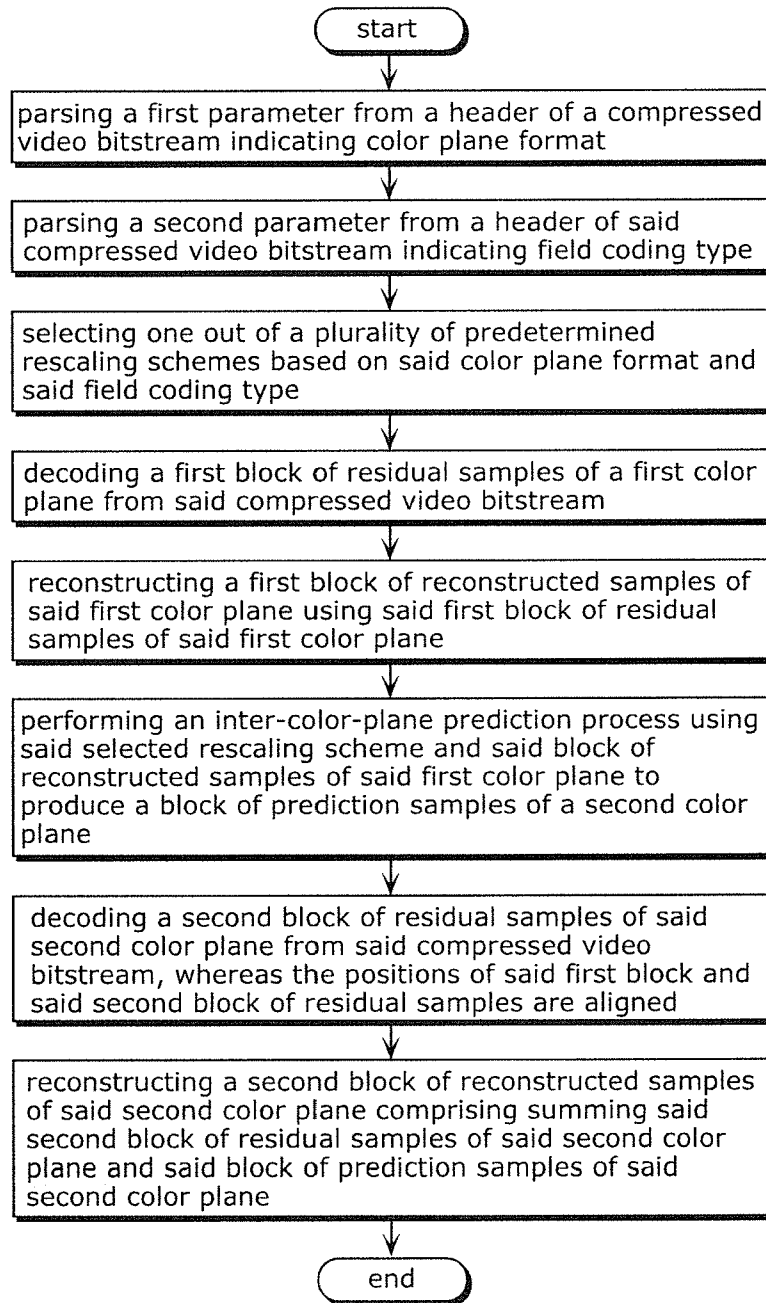 start
parsing a first parameter from a header of a compressed
video bitstream indicating color plane format
parsing a second parameter from a header of said
compressed video bitstream indicating field coding type
selecting one out of a plurality of predetermined
rescaling schemes based on said color plane format and
said field coding type
decoding a first block of residual samples of a first color
plane from said compressed video bitstream
reconstructing a first block of reconstructed samples of
said first color plane using said first block of residual
samples of said first color plane
performing an inter-color-plane prediction process using
said selected rescaling scheme and said block of
reconstructed samples of said first color plane to
produce a block of prediction samples of a second color
plane
decoding a second block of residual samples of said
second color plane from said compressed video
bitstream, whereas the positions of said first block and
said second block of residual samples are aligned
reconstructing a second block of reconstructed samples
of said second color plane comprising summing said
second block of residual samples of said second color
plane and said block of prediction samples of said
second color plane
end